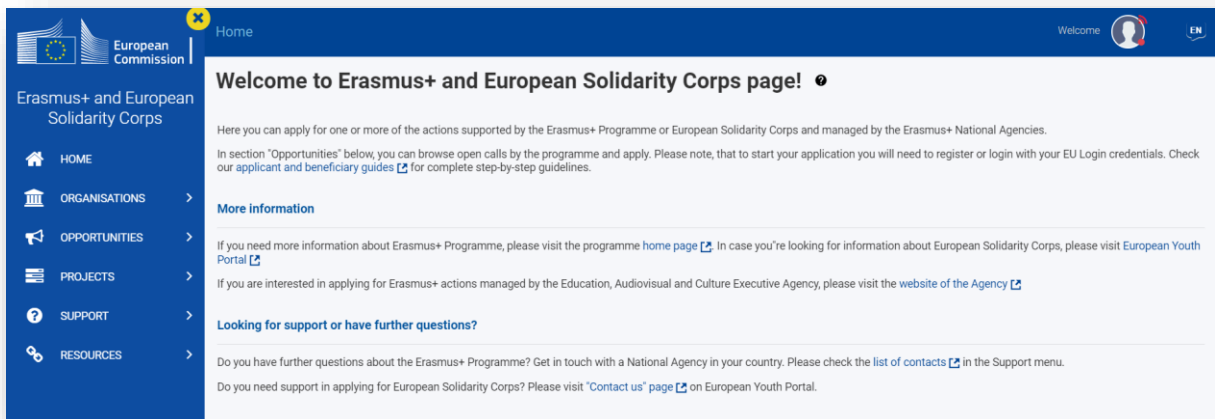 European
Commission
Erasmus+ and European
Solidarity Corps
HOME
ORGANISATIONS
OPPORTUNITIES
PROJECTS
SUPPORT
RESOURCES
Home
Welcome
EN
Welcome to Erasmus+ and European Solidarity Corps page!
Here you can apply for one or more of the actions supported by the Erasmus+ Programme or European Solidarity Corps and managed by the Erasmus+ National Agencies.
In section "Opportunities" below, you can browse open calls by the programme and apply. Please note, that to start your application you will need to register or login with your EU Login credentials. Check
our applicant and beneficiary guides for complete step-by-step guidelines.
More information
If you need more information about Erasmus+ Programme, please visit the programme home page. In case you"re looking for information about European Solidarity Corps, please visit European Youth
Portal
If you are interested in applying for Erasmus+ actions managed by the Education, Audiovisual and Culture Executive Agency, please visit the website of the Agency
Looking for support or have further questions?
Do you have further questions about the Erasmus+ Programme? Get in touch with a National Agency in your country. Please check the list of contacts in the Support menu.
Do you need support in applying for European Solidarity Corps? Please visit "Contact us" page on European Youth Portal.